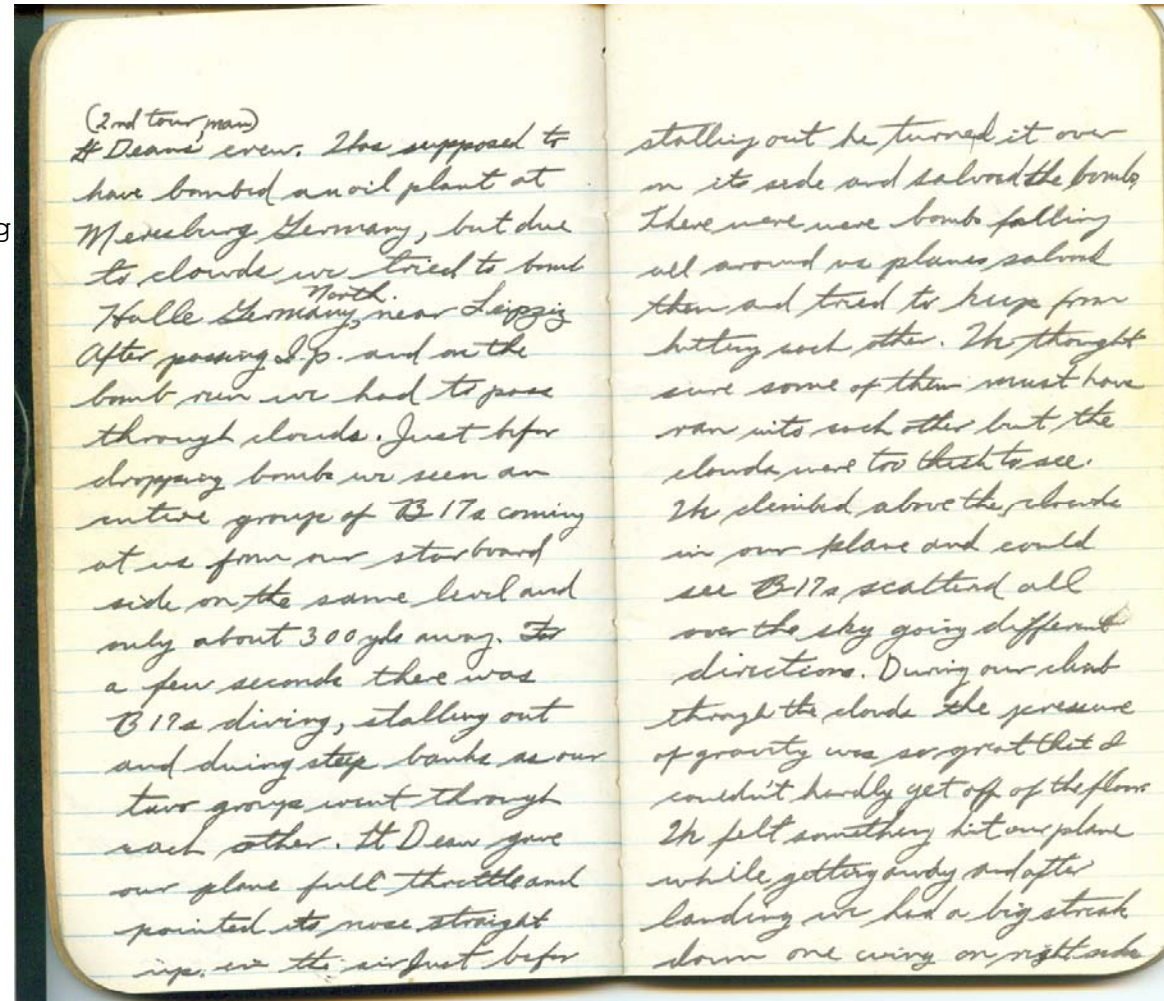 g
(2nd tour, man)
Lt Deans crew. Was supposed to
have bombed an oil plant at
Mereseburg Germany, but due
to clouds we tried to bomb
North.
Halle Germany, near Leipzig
After passing I.p. and on the
bomb run we had to pass
through clouds. Just befor
dropping bombs we seen an
entire group of B 17s coming
at us from our starboard
side on the same level and
only about 300 yds away. For
a few seconds there was
B 17s diving, stalling out
and duing steep banks as our
two groups went through
each other. Lt Dean gave
our plane full throttle and
pointed its nose straight
up. in the air Just befor
stalling out he turned it over
on its side and salvoed the bombs,
There were were bombs falling
all around us planes salvoed
them and tried to keep from
hitting each other. We thought
sure some of them must have
ran into each other but the
clouds were too thick to see.
We climbed above the clouds
in our plane and could
see B-17s scatterd all
over the sky going different
directions. During our climb
through the clouds the pressure
of gravity was so great that I
couldn't hardly get off of the floor.
We felt something hit our plane
while getting away and after
landing we had a big streak
down one wing on right side